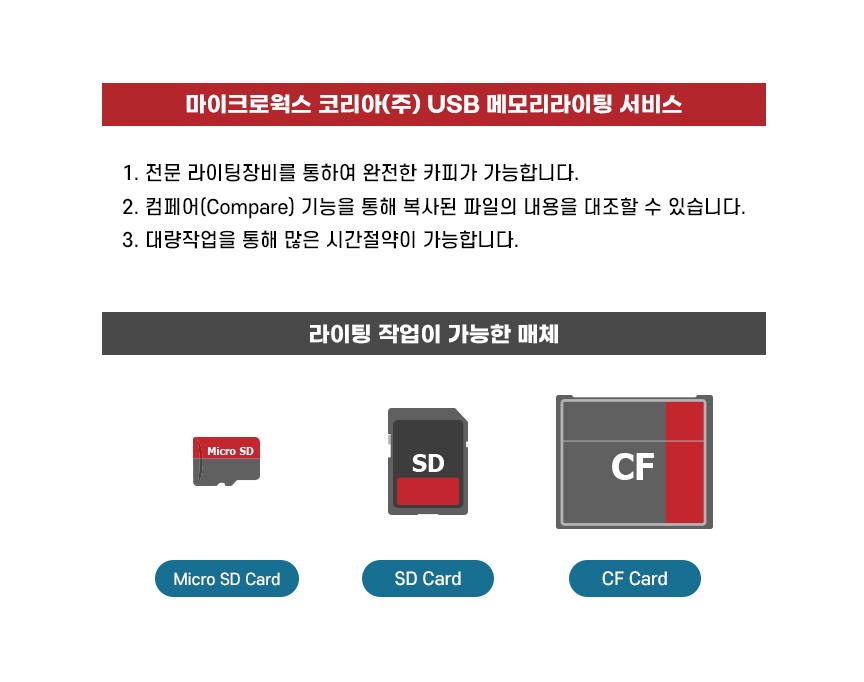 마이크로웍스 코리아(주) USB 메모리라이팅 서비스
1. 전문 라이팅장비를 통하여 완전한 카피가 가능합니다.
2. 컴페어(Compare) 기능을 통해 복사된 파일의 내용을 대조할 수 있습니다.
3. 대량작업을 통해 많은 시간절약이 가능합니다.
라이팅 작업이 가능한 매체
Micro SD
SD
CF
Micro SD Card
SD Card
CF Card